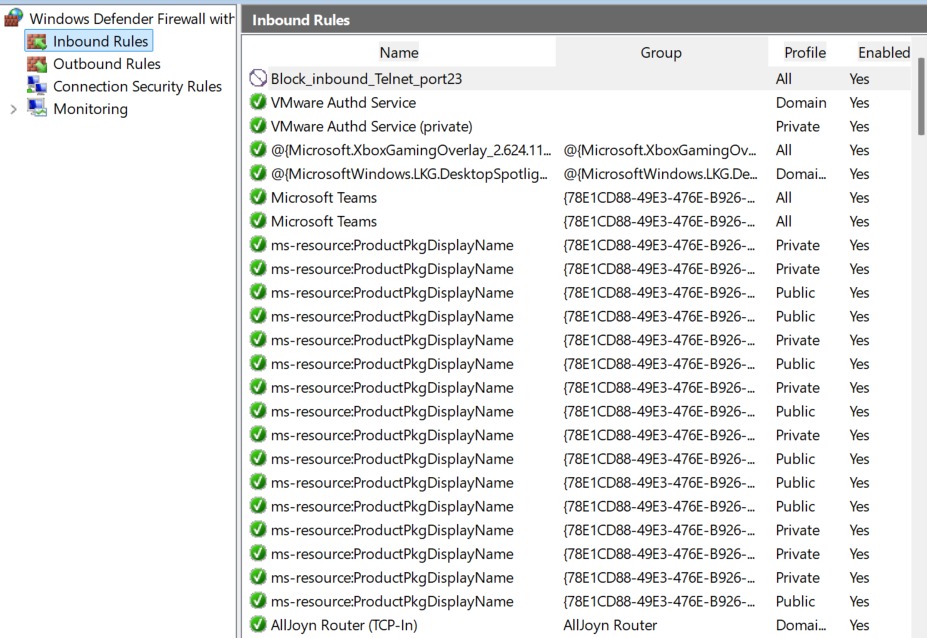 Windows Defender Firewall with
Inbound Rules
Outbound Rules
Connection Security Rules
Monitoring
Inbound Rules
Name Group Profile Enabled
Block_inbound_Telnet_port23 All Yes
VMware Authd Service Domain Yes
VMware Authd Service (private) Private Yes
@{Microsoft.XboxGamingOverlay_2.624.11... @{Microsoft.XboxGamingOv... All Yes
@{MicrosoftWindows.LKG.DesktopSpotlig... @{MicrosoftWindows.LKG.De... Domai... Yes
Microsoft Teams {78E1CD88-49E3-476E-B926-... All Yes
Microsoft Teams {78E1CD88-49E3-476E-B926-... All Yes
ms-resource:ProductPkgDisplayName {78E1CD88-49E3-476E-B926-... Private Yes
ms-resource:ProductPkgDisplayName {78E1CD88-49E3-476E-B926-... Private Yes
ms-resource:ProductPkgDisplayName {78E1CD88-49E3-476E-B926-... Public Yes
ms-resource:ProductPkgDisplayName {78E1CD88-49E3-476E-B926-... Public Yes
ms-resource:ProductPkgDisplayName {78E1CD88-49E3-476E-B926-... Private Yes
ms-resource:ProductPkgDisplayName {78E1CD88-49E3-476E-B926-... Public Yes
ms-resource:ProductPkgDisplayName {78E1CD88-49E3-476E-B926-... Private Yes
ms-resource:ProductPkgDisplayName {78E1CD88-49E3-476E-B926-... Public Yes
ms-resource:ProductPkgDisplayName {78E1CD88-49E3-476E-B926-... Private Yes
ms-resource:ProductPkgDisplayName {78E1CD88-49E3-476E-B926-... Public Yes
ms-resource:ProductPkgDisplayName {78E1CD88-49E3-476E-B926-... Public Yes
ms-resource:ProductPkgDisplayName {78E1CD88-49E3-476E-B926-... Public Yes
ms-resource:ProductPkgDisplayName {78E1CD88-49E3-476E-B926-... Private Yes
ms-resource:ProductPkgDisplayName {78E1CD88-49E3-476E-B926-... Private Yes
ms-resource:ProductPkgDisplayName {78E1CD88-49E3-476E-B926-... Private Yes
ms-resource:ProductPkgDisplayName {78E1CD88-49E3-476E-B926-... Public Yes
AllJoyn Router (TCP-In) AllJoyn Router Domai... Yes